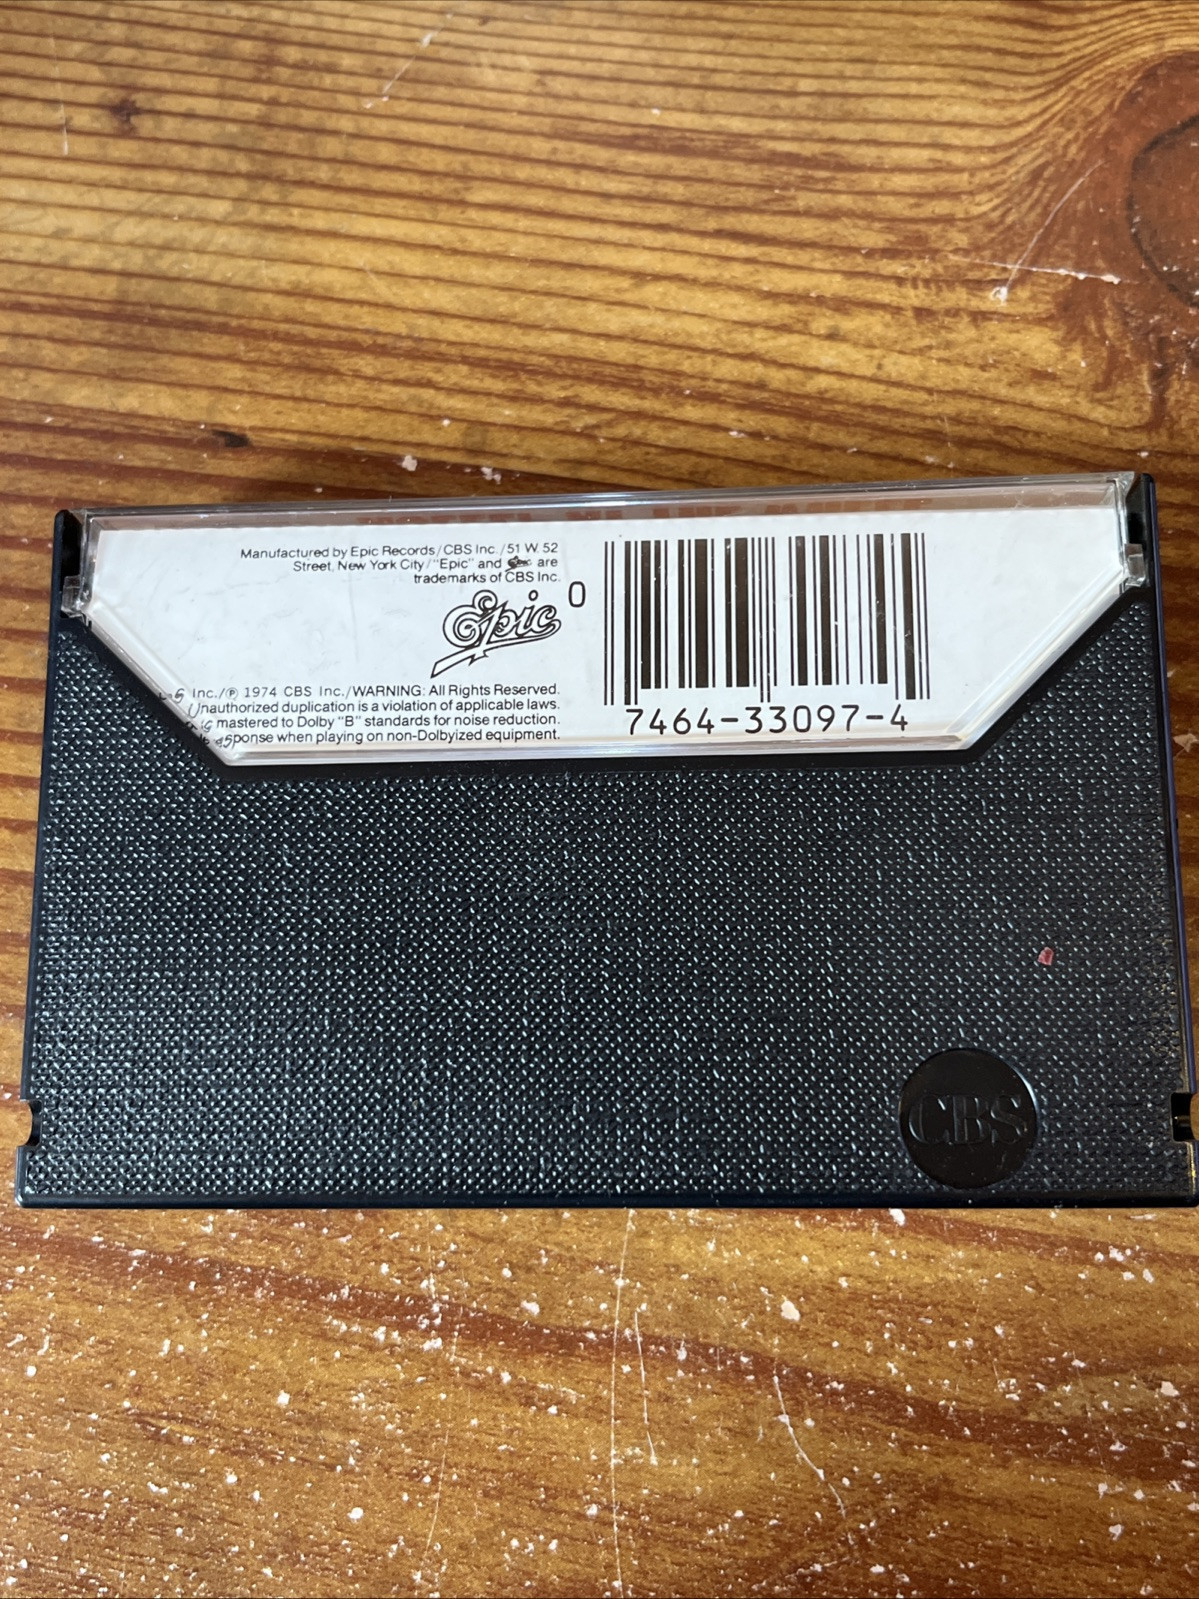 Manufactured by Epic Records/CBS Inc./51 W. 52
Street, New York City/"Epic" and Epic are
trademarks of CBS Inc.
Epic
Inc./℗ 1974 CBS Inc./WARNING: All Rights Reserved.
Unauthorized duplication is a violation of applicable laws.
mastered to Dolby "B" standards for noise reduction.
when playing on non-Dolbyized equipment.
0
7464-33097-4
CBS